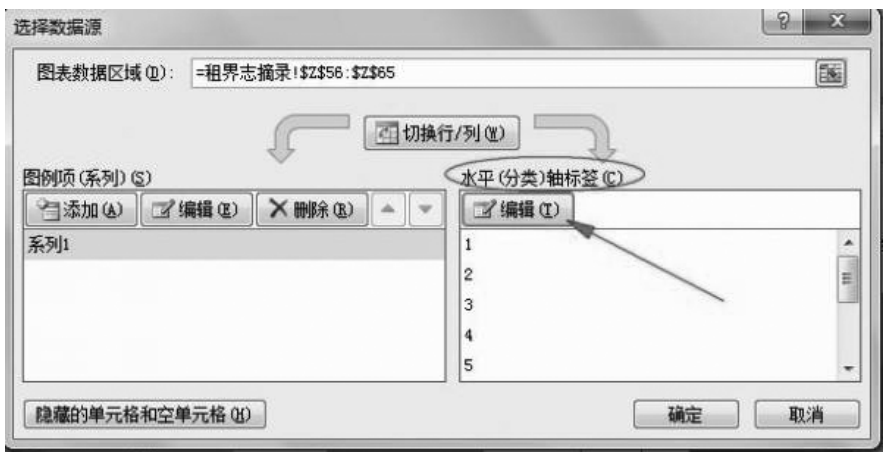 选择数据源
图表数据区域(D): =租界志摘录!$Z$56:$Z$65
切换行/列(W)
图例项(系列)(S)
水平(分类)轴标签(C)
添加(A) 编辑(E) 删除(R)
编辑(T)
系列1
1
2
3
4
5
隐藏的单元格和空单元格(H)
确定 取消